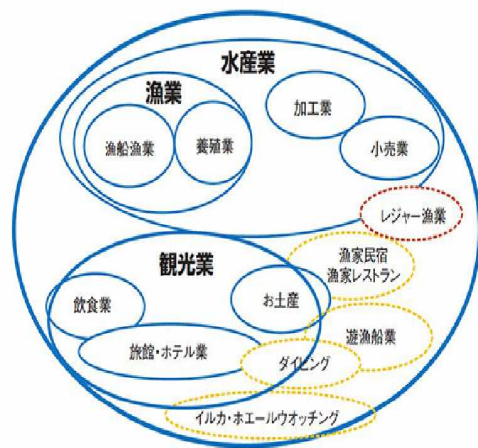 水産業
漁業
加工業
漁船漁業
養殖業
小売業
レジャー漁業
観光業
漁家民宿
漁家レストラン
飲食業
お土産
旅館・ホテル業
遊漁船業
ダイビング
イルカ・ホエールウオッチング